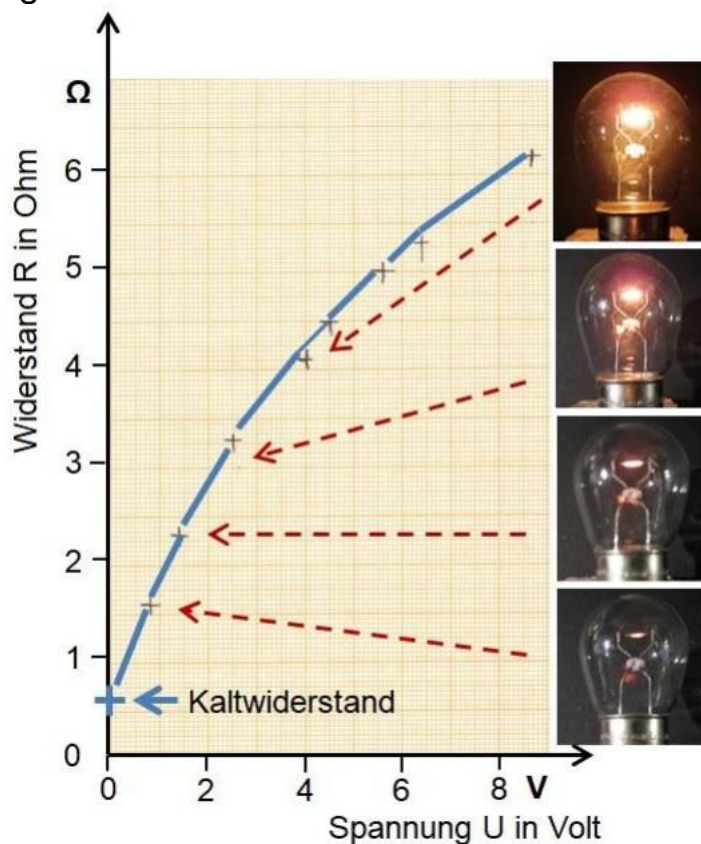 Ω
Widerstand R in Ohm
6
5
4
3
2
1
0
Kaltwiderstand
0 2 4 6 8 V
Spannung U in Volt